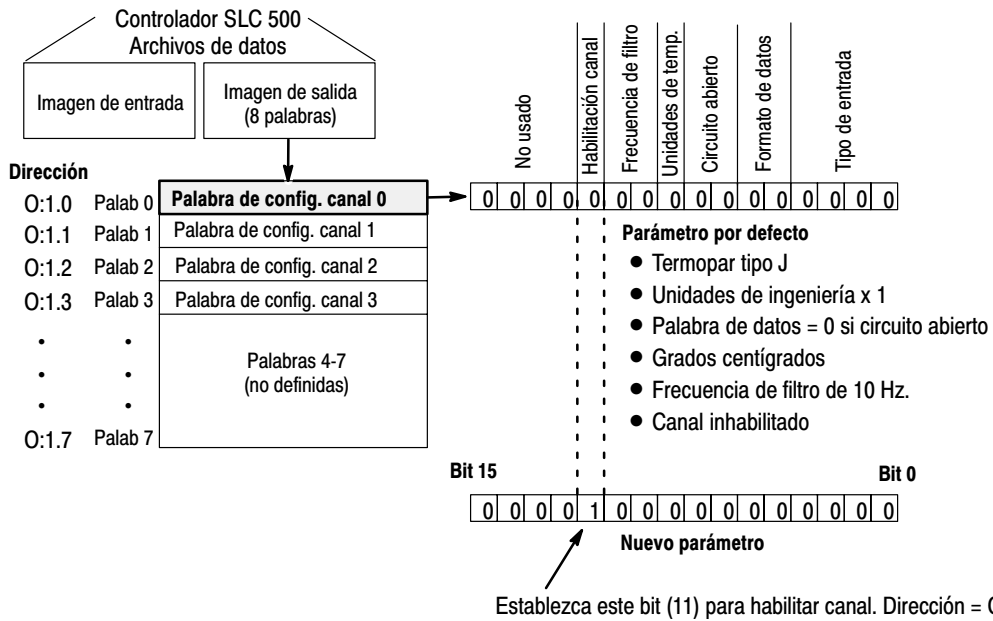 Controlador SLC 500
Archivos de datos
Imagen de entrada
Imagen de salida
(8 palabras)
No usado
Habilitación canal
Frecuencia de filtro
Unidades de temp.
Circuito abierto
Formato de datos
Tipo de entrada
Dirección
O:1.0 Palab 0 Palabra de config. canal 0
0 0 0 0 0 0 0 0 0 0 0 0 0 0 0 0
O:1.1 Palab 1 Palabra de config. canal 1
O:1.2 Palab 2 Palabra de config. canal 2
O:1.3 Palab 3 Palabra de config. canal 3
Palabras 4-7
(no definidas)
O:1.7 Palab 7
Parámetro por defecto
● Termopar tipo J
● Unidades de ingeniería x 1
● Palabra de datos = 0 si circuito abierto
● Grados centígrados
● Frecuencia de filtro de 10 Hz.
● Canal inhabilitado
Bit 15 Bit 0
0 0 0 0 1 0 0 0 0 0 0 0 0 0 0 0
Nuevo parámetro
Establezca este bit (11) para habilitar canal. Dirección =